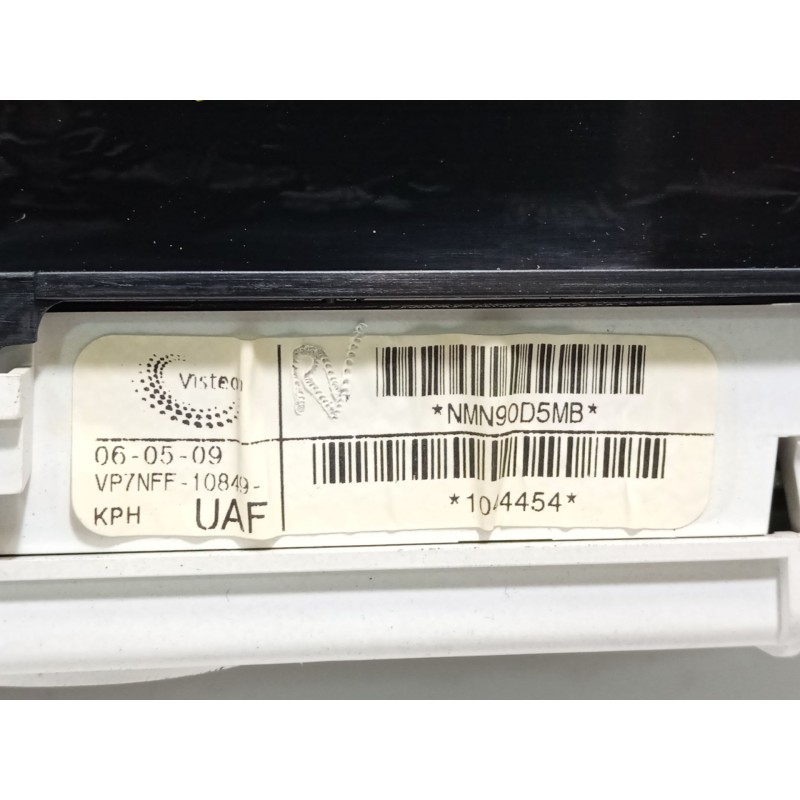 Visteon
*NMN90D5MB*
06-05-09
VP7NFF-10849-
KPH UAF